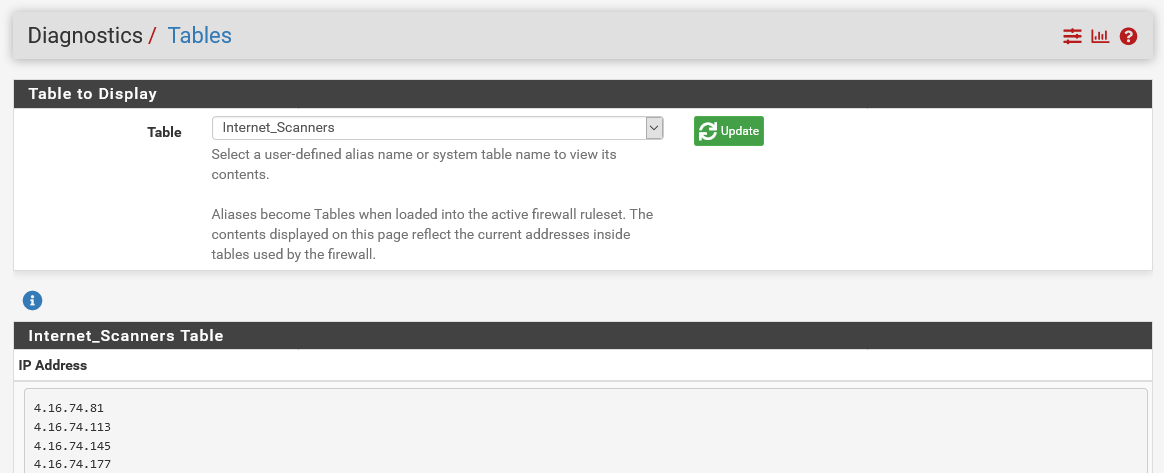 Diagnostics / Tables
Table to Display
Table
Internet_Scanners
Update
Select a user-defined alias name or system table name to view its
contents.
Aliases become Tables when loaded into the active firewall ruleset. The
contents displayed on this page reflect the current addresses inside
tables used by the firewall.
Internet_Scanners Table
IP Address
4.16.74.81
4.16.74.113
4.16.74.145
4.16.74.177